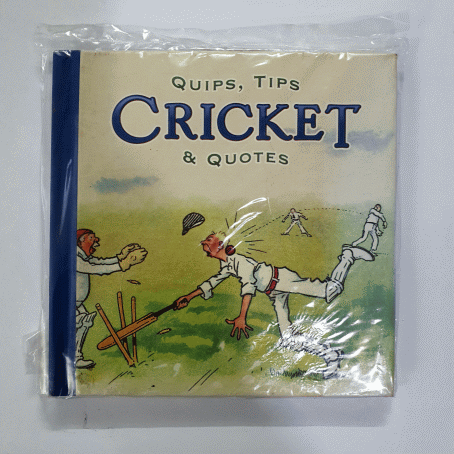 QUIPS, TIPS
CRICKET
& QUOTES